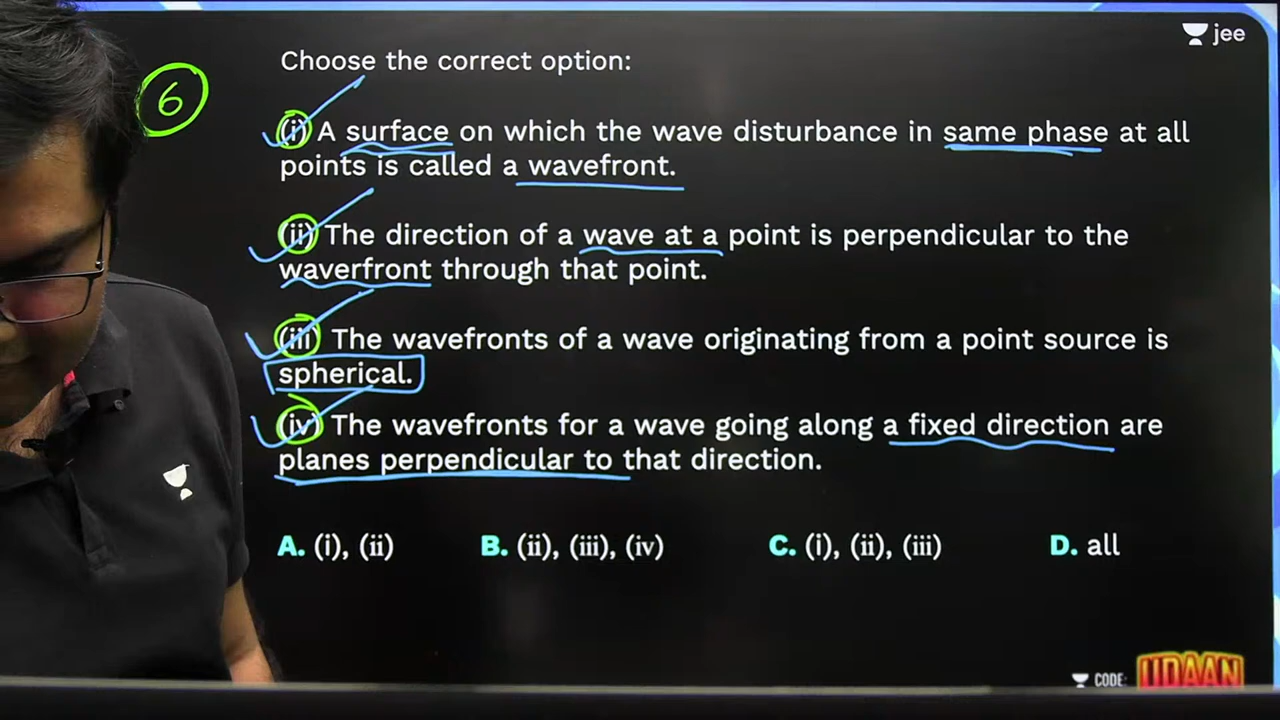 jee
6
Choose the correct option:
(i) A surface on which the wave disturbance in same phase at all
points is called a wavefront.
(ii) The direction of a wave at a point is perpendicular to the
waverfront through that point.
(iii) The wavefronts of a wave originating from a point source is
spherical.
(iv) The wavefronts for a wave going along a fixed direction are
planes perpendicular to that direction.
A. (i), (ii) B. (ii), (iii), (iv) C. (i), (ii), (iii) D. all
CODE: UDAAN